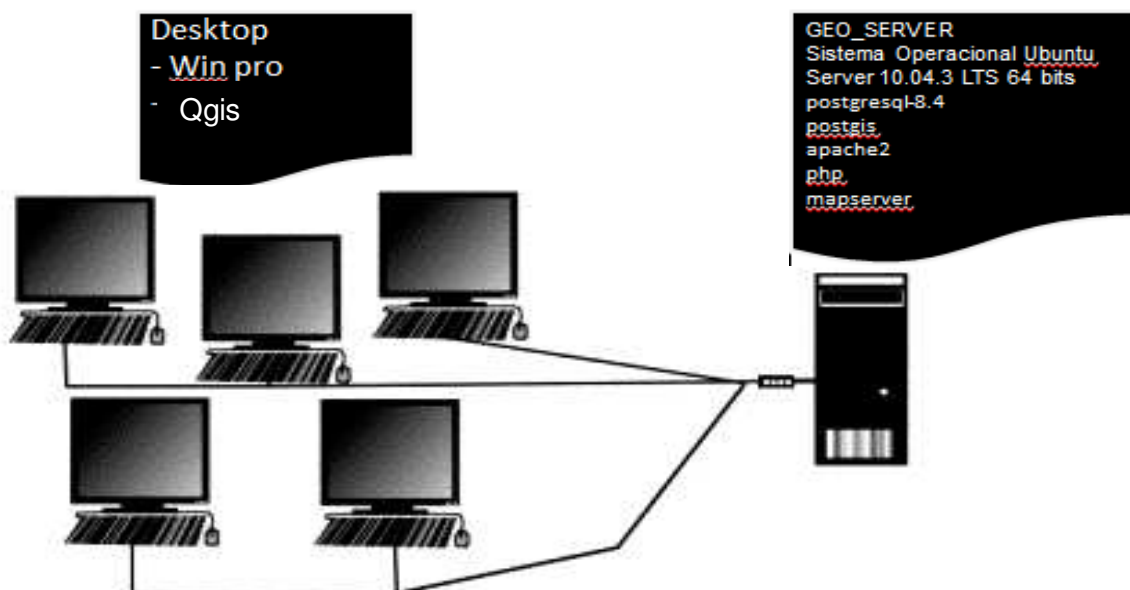 Desktop
- Win pro
- Qgis
GEO_SERVER
Sistema Operacional Ubuntu
Server 10.04.3 LTS 64 bits
postgresql-8.4
postgis
apache2
php
mapserver